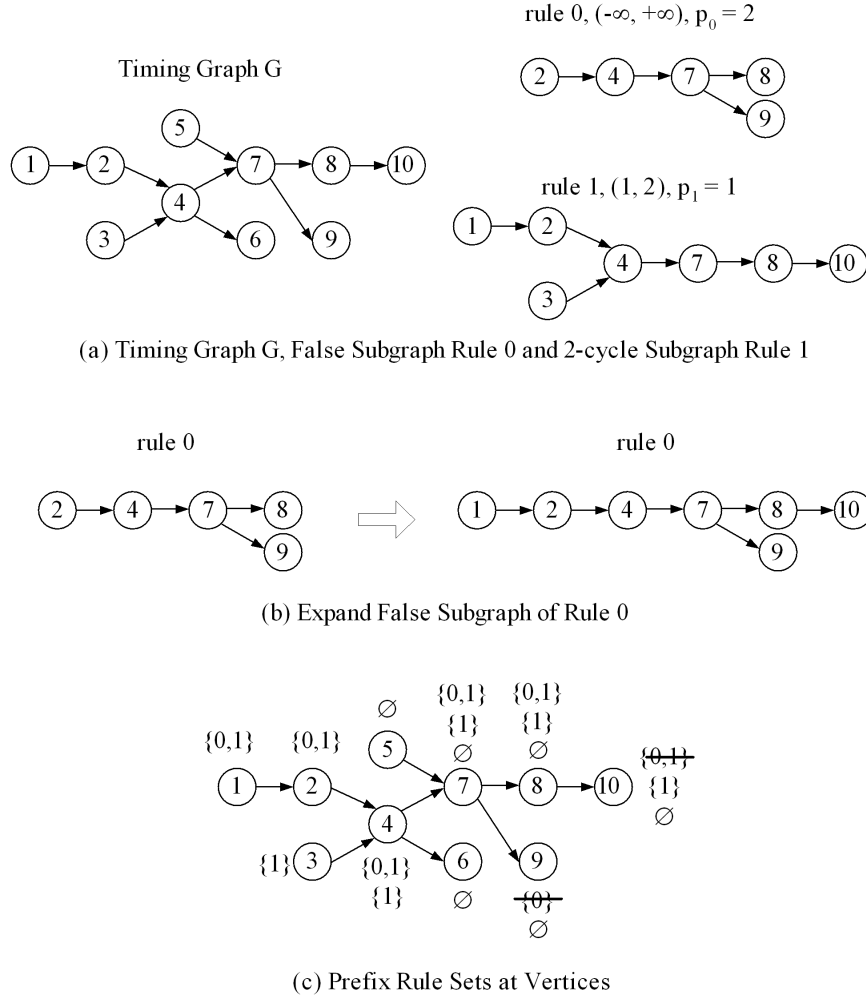 rule 0, (-∞, +∞), p₀ = 2
Timing Graph G
2 4 7 8
9
5
1 2 7 8 10
4
3 6 9
rule 1, (1, 2), p₁ = 1
1 2
4 7 8 10
3
(a) Timing Graph G, False Subgraph Rule 0 and 2-cycle Subgraph Rule 1
rule 0
rule 0
2 4 7 8
9
1 2 4 7 8 10
9
(b) Expand False Subgraph of Rule 0
{0,1} {0,1}
∅ {1} {1}
{0,1} {0,1} 5 ∅ ∅ {0,1}
1 2 7 8 10 {1}
4 ∅
{1} 3 {0,1} 6 9
{1} ∅ {0}
∅
(c) Prefix Rule Sets at Vertices